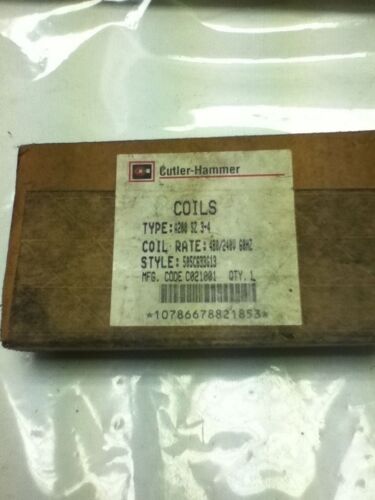 Cutler-Hammer
COILS
TYPE: A200 SZ 3-4
COIL RATE: 480/240V 60HZ
STYLE: 505C633G13
MFG. CODE C021001 QTY. 1
*10786678821853*